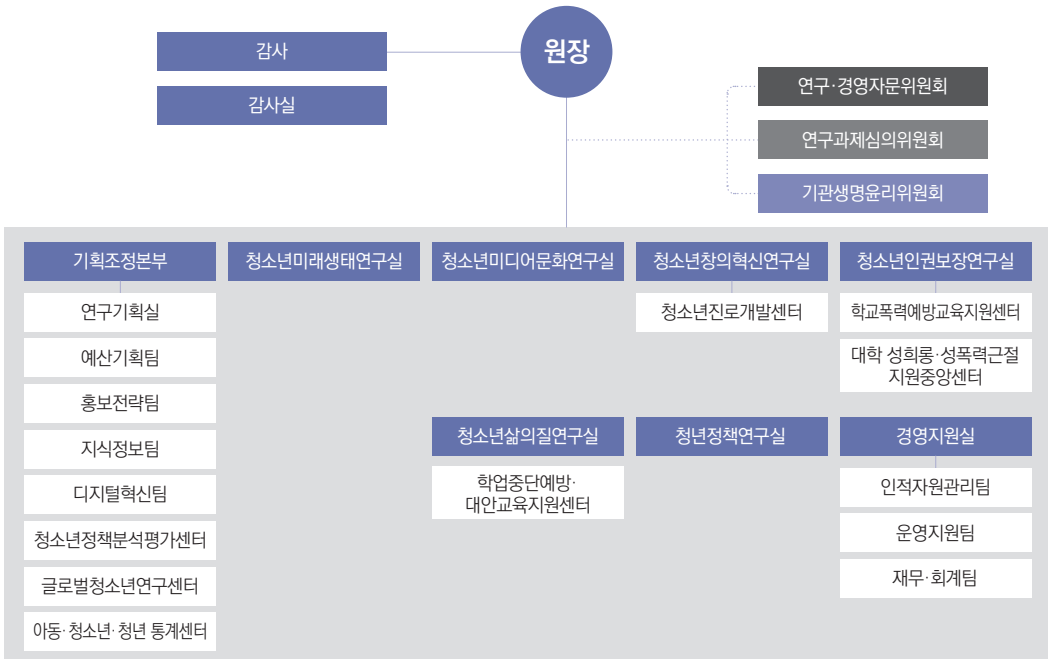 원장
감사
감사실
연구·경영자문위원회
연구과제심의위원회
기관생명윤리위원회
기획조정본부
연구기획실
예산기획팀
홍보전략팀
지식정보팀
디지털혁신팀
청소년정책분석평가센터
글로벌청소년연구센터
아동·청소년·청년 통계센터
청소년미래생태연구실
청소년미디어문화연구실
청소년창의혁신연구실
청소년진로개발센터
청소년인권보장연구실
학교폭력예방교육지원센터
대학 성희롱·성폭력근절
지원중앙센터
청소년삶의질연구실
학업중단예방·
대안교육지원센터
청년정책연구실
경영지원실
인적자원관리팀
운영지원팀
재무·회계팀